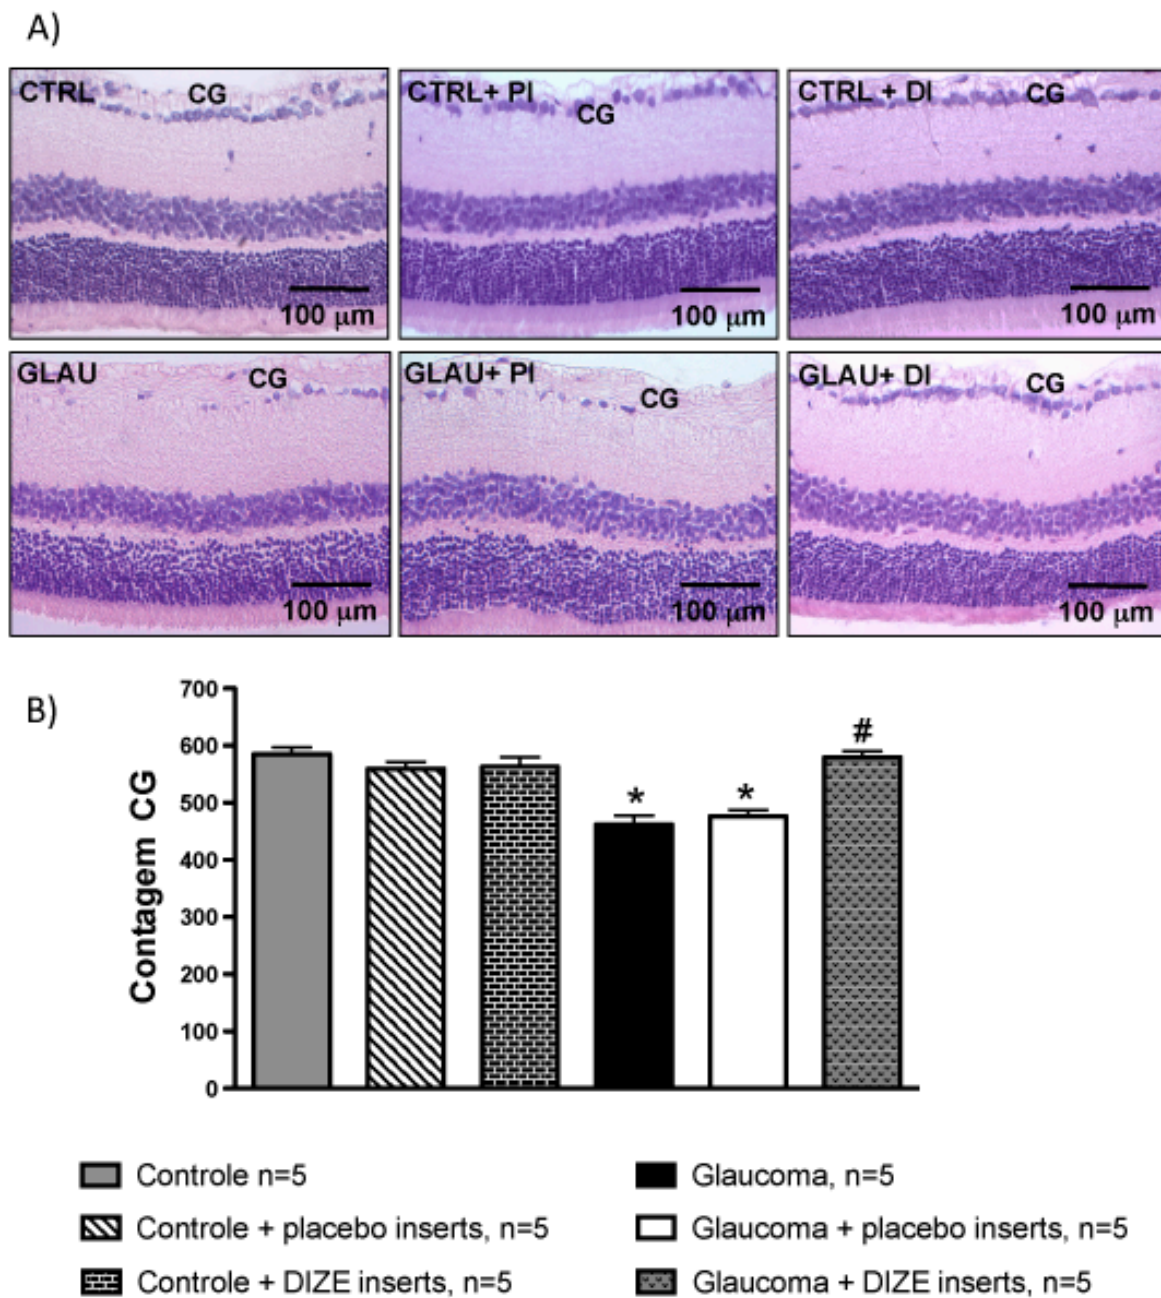 A)
CTRL CG
100 μm
CTRL+ PI
CG
100 μm
CTRL + DI CG
100 μm
GLAU CG
100 μm
GLAU+ PI
CG
100 μm
GLAU+ DI CG
100 μm
B)
Contagem CG
700
600
500
400
300
200
100
0
*
*
#
Controle n=5
Controle + placebo inserts, n=5
Controle + DIZE inserts, n=5
Glaucoma, n=5
Glaucoma + placebo inserts, n=5
Glaucoma + DIZE inserts, n=5